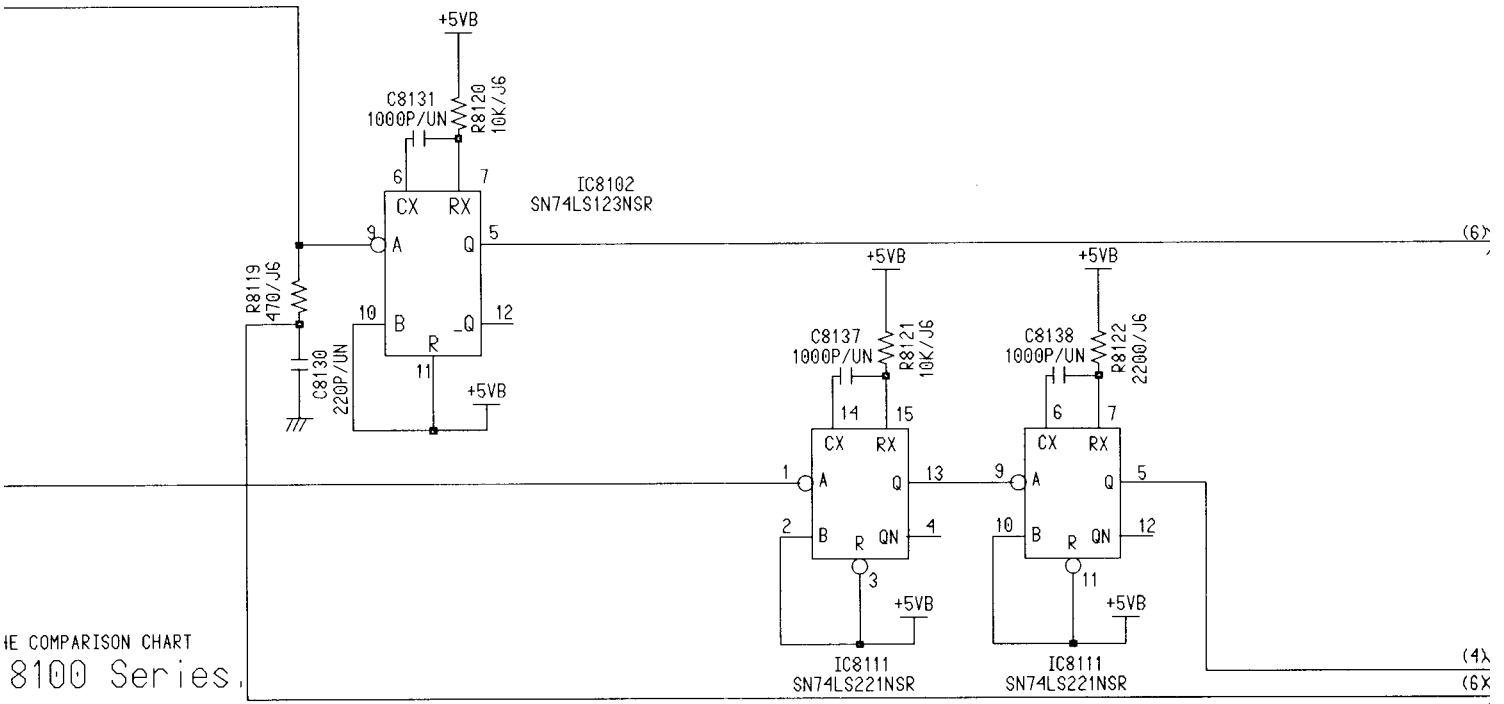 +5VB
C8131
1000P/UN
R8120
10K/J6
6
7
IC8102
SN74LS123NSR
CX RX
9
A
Q
5
(6)
R8119
470/J6
10
B
_Q
12
R
11
C8130
220P/UN
+5VB
+5VB
C8137
1000P/UN
R8121
10K/J6
14
15
CX RX
1
A
Q
13
2
B
R
QN
4
3
+5VB
IC8111
SN74LS221NSR
+5VB
C8138
1000P/UN
R8122
2200/J6
6
7
CX RX
9
A
Q
5
10
B
R
QN
12
11
+5VB
IC8111
SN74LS221NSR
HE COMPARISON CHART
8100 Series.
(4)
(6)